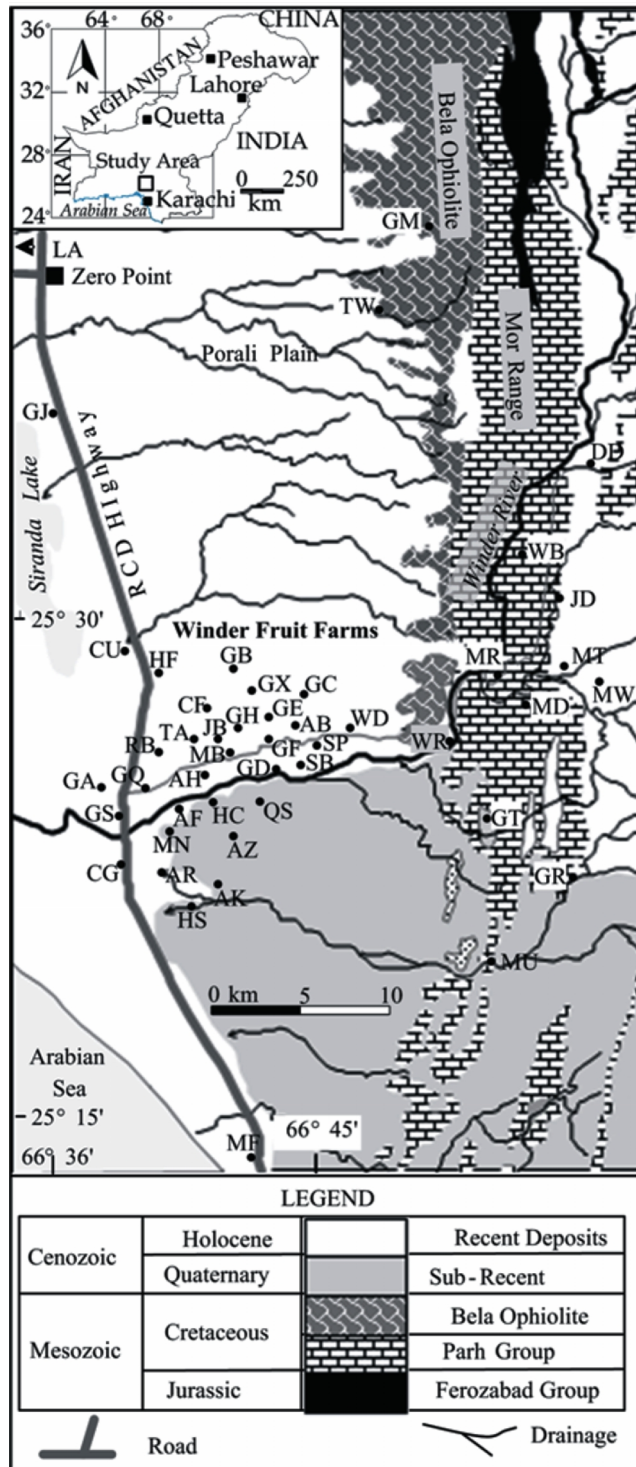 CHINA
36°
64°
68°
32°
28°
24°
N
AFGHANISTAN
Peshawar
Lahore
Quetta
IRAN
INDIA
Study Area
Arabian Sea
Karachi
0 250
km
LA
Zero Point
Bela Ophiolite
GM
TW
Porali Plain
Mor Range
GJ
RCD Highway
Siranda Lake
DD
Winder River
WB
JD
25° 30'
Winder Fruit Farms
CU
HF
GB
MR
MT
GX
GC
MW
CF
GE
MD
GH
AB
WD
TA
JB
RB
MB
GF
SP
WR
GA
GQ
AH
GD
SB
GS
AF
HC
QS
GT
MN
AZ
CG
AR
AK
GR
HS
MU
0 km 5 10
Arabian
Sea
25° 15'
66° 36'
66° 45'
MF
LEGEND
Cenozoic
Holocene
Recent Deposits
Quaternary
Sub-Recent
Mesozoic
Cretaceous
Bela Ophiolite
Parh Group
Jurassic
Ferozabad Group
Road
Drainage